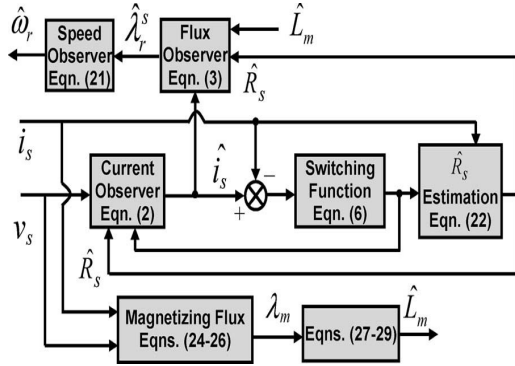 ω̂r
Speed
Observer
Eqn. (21)
λ̂rˢ
Flux
Observer
Eqn. (3)
L̂m
R̂s
is
Current
Observer
Eqn. (2)
îs
−
+
Switching
Function
Eqn. (6)
R̂s
Estimation
Eqn. (22)
vs
R̂s
Magnetizing Flux
Eqns. (24-26)
λm
Eqns. (27-29)
L̂m